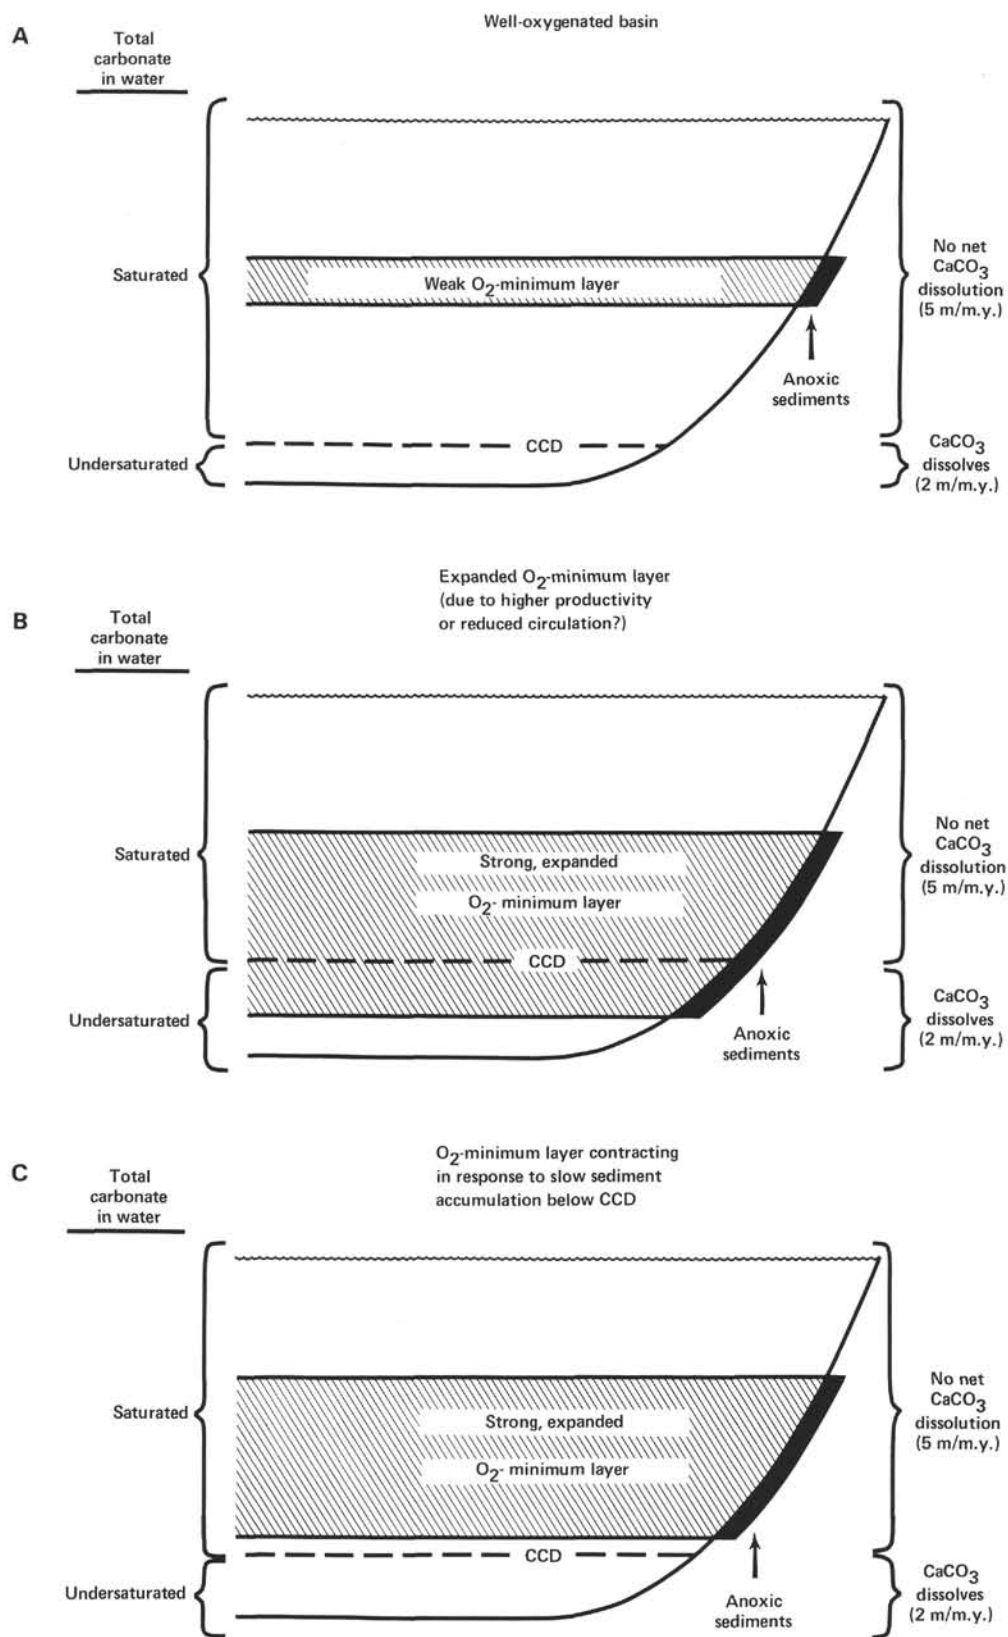 A
Well-oxygenated basin
Total
carbonate
in water
Saturated
Weak O2-minimum layer
No net
CaCO3
dissolution
(5 m/m.y.)
Anoxic
sediments
CCD
Undersaturated
CaCO3
dissolves
(2 m/m.y.)
B
Expanded O2-minimum layer
(due to higher productivity
or reduced circulation?)
Total
carbonate
in water
Saturated
Strong, expanded
O2- minimum layer
No net
CaCO3
dissolution
(5 m/m.y.)
CCD
Undersaturated
Anoxic
sediments
CaCO3
dissolves
(2 m/m.y.)
C
O2-minimum layer contracting
in response to slow sediment
accumulation below CCD
Total
carbonate
in water
Saturated
Strong, expanded
O2- minimum layer
No net
CaCO3
dissolution
(5 m/m.y.)
CCD
Undersaturated
Anoxic
sediments
CaCO3
dissolves
(2 m/m.y.)